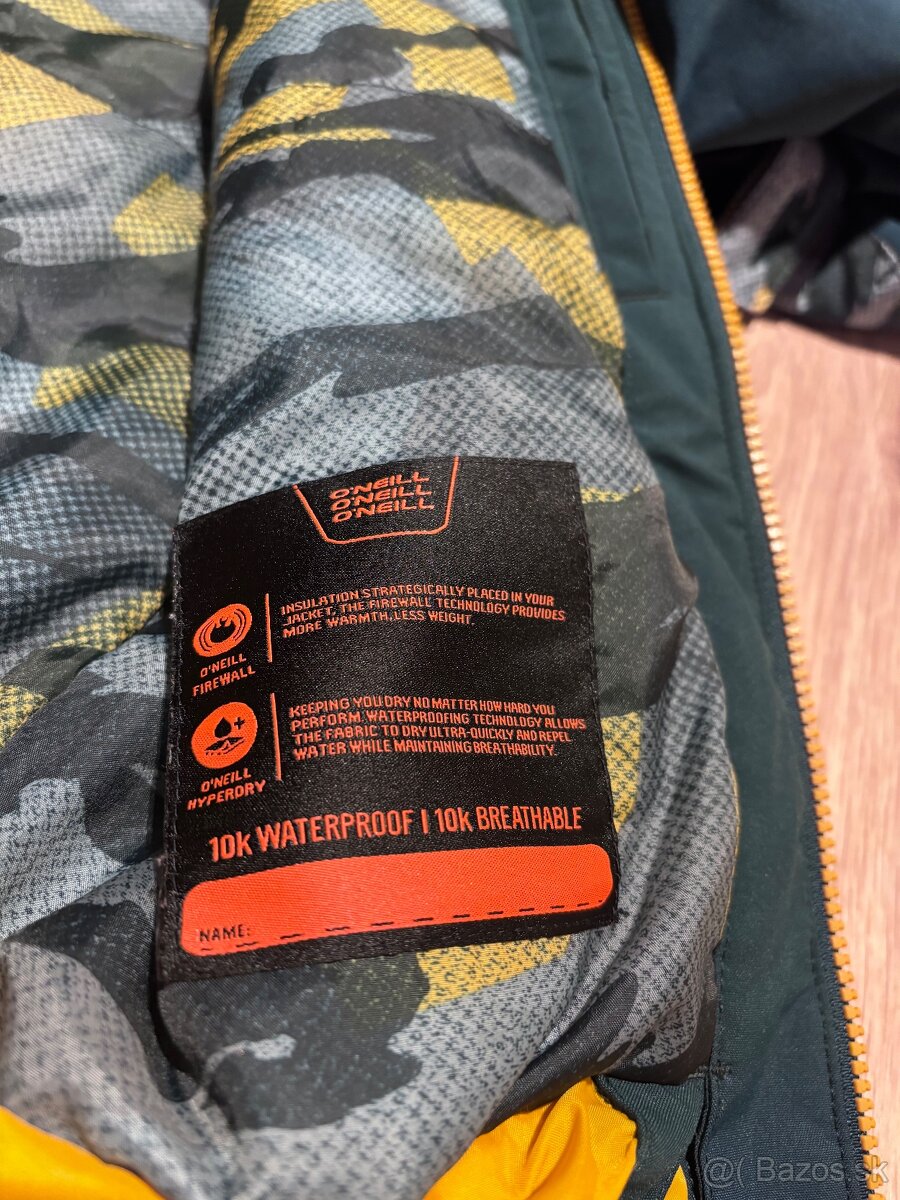 O'NEILL
O'NEILL
O'NEILL
INSULATION STRATEGICALLY PLACED IN YOUR
JACKET, THE FIREWALL TECHNOLOGY PROVIDES
MORE WARMTH, LESS WEIGHT.
O'NEILL
FIREWALL
KEEPING YOU DRY NO MATTER HOW HARD YOU
PERFORM, WATERPROOFING TECHNOLOGY ALLOWS
THE FABRIC TO DRY ULTRA-QUICKLY AND REPEL
WATER WHILE MAINTAINING BREATHABILITY.
O'NEILL
HYPERDRY
10K WATERPROOF | 10K BREATHABLE
NAME:
@( Bazos.sk